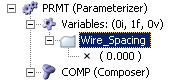 PRMT (Parameterizer)
Variables: (0i, 1f, 0v)
Wire_Spacing
× ( 0.000 )
COMP (Composer)